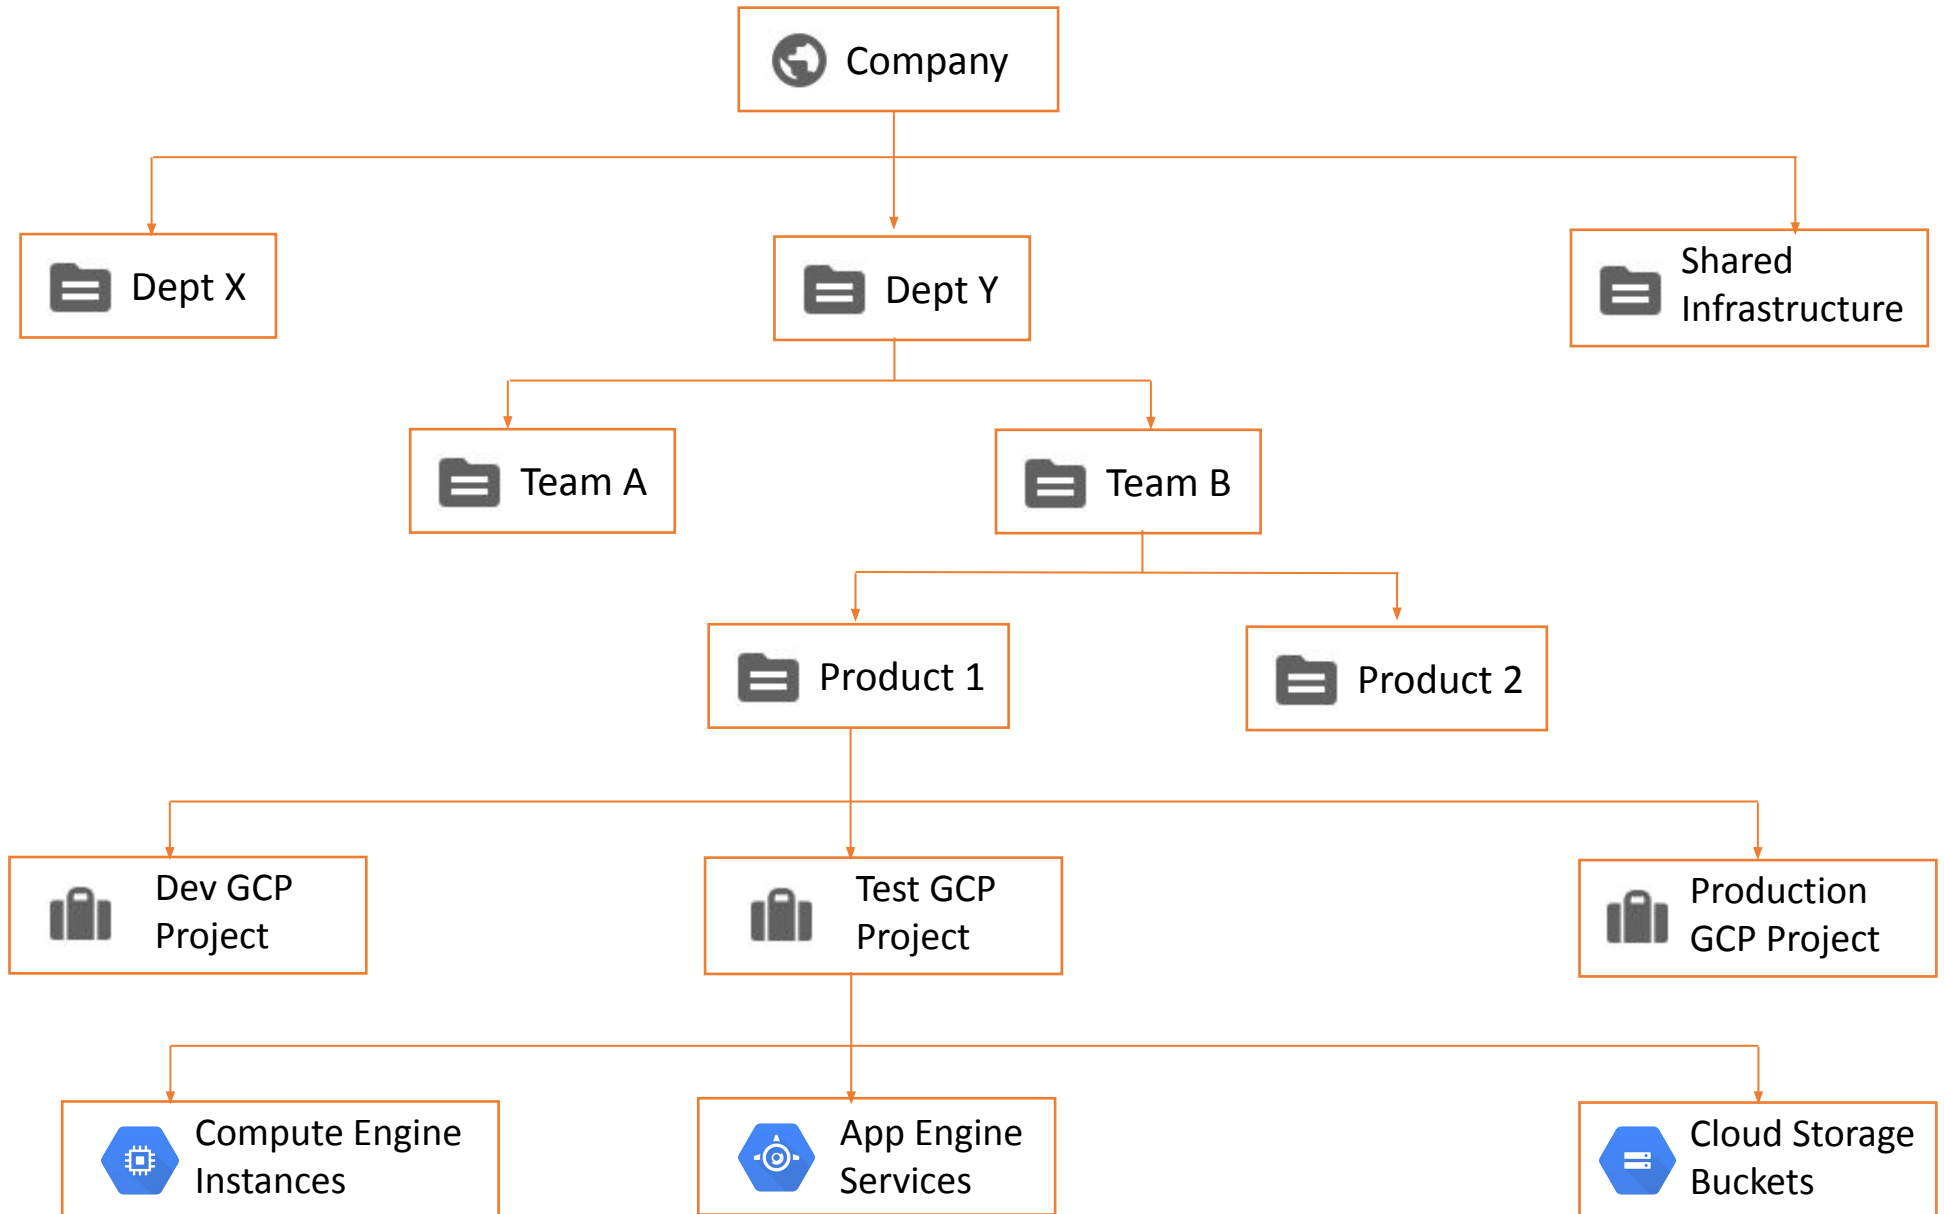 Company
Dept X
Dept Y
Shared
Infrastructure
Team A
Team B
Product 1
Product 2
Dev GCP
Project
Test GCP
Project
Production
GCP Project
Compute Engine
Instances
App Engine
Services
Cloud Storage
Buckets